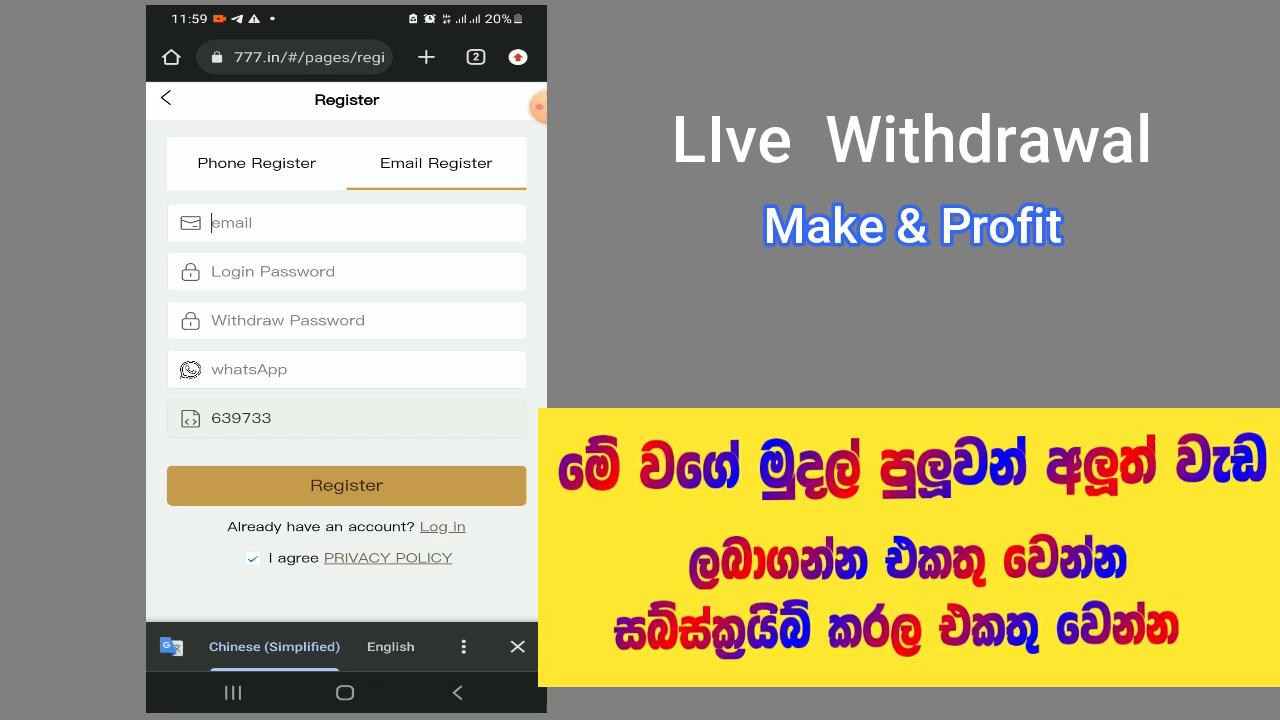 11:59
20%
777.in/#/pages/regi
2
Register
Phone Register
Email Register
email
Login Password
Withdraw Password
whatsApp
639733
Register
Already have an account? Log in
I agree PRIVACY POLICY
Chinese (Simplified)
English
LIve Withdrawal
Make & Profit
මේ වගේ මුදල් පුලූවන් අලූත් වැඩ
ලබාගන්න එකතු වෙන්න
සබ්ස්ක්‍රයිබ් කරල එකතු වෙන්න